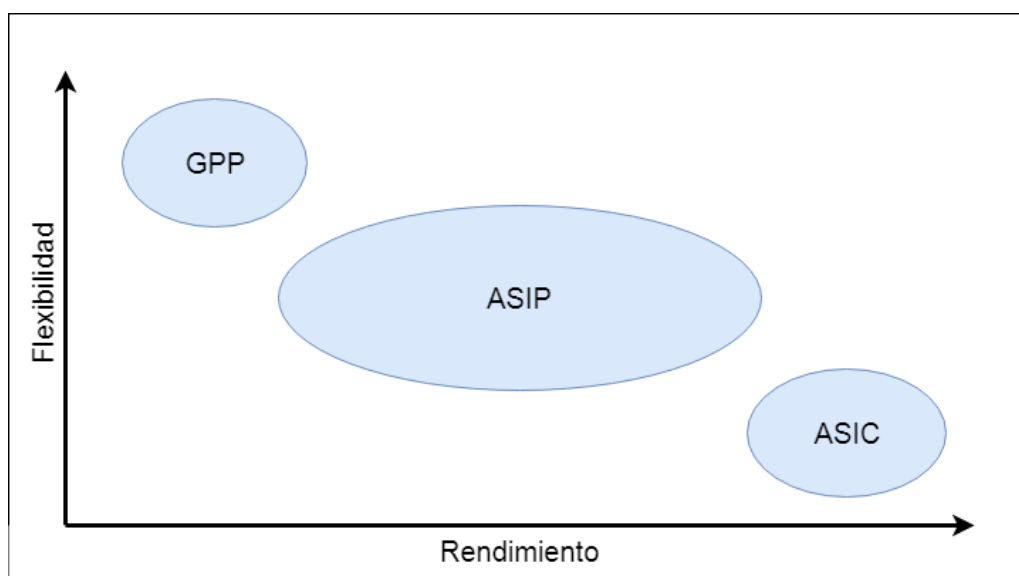 GPP
ASIP
ASIC
Flexibilidad
Rendimiento